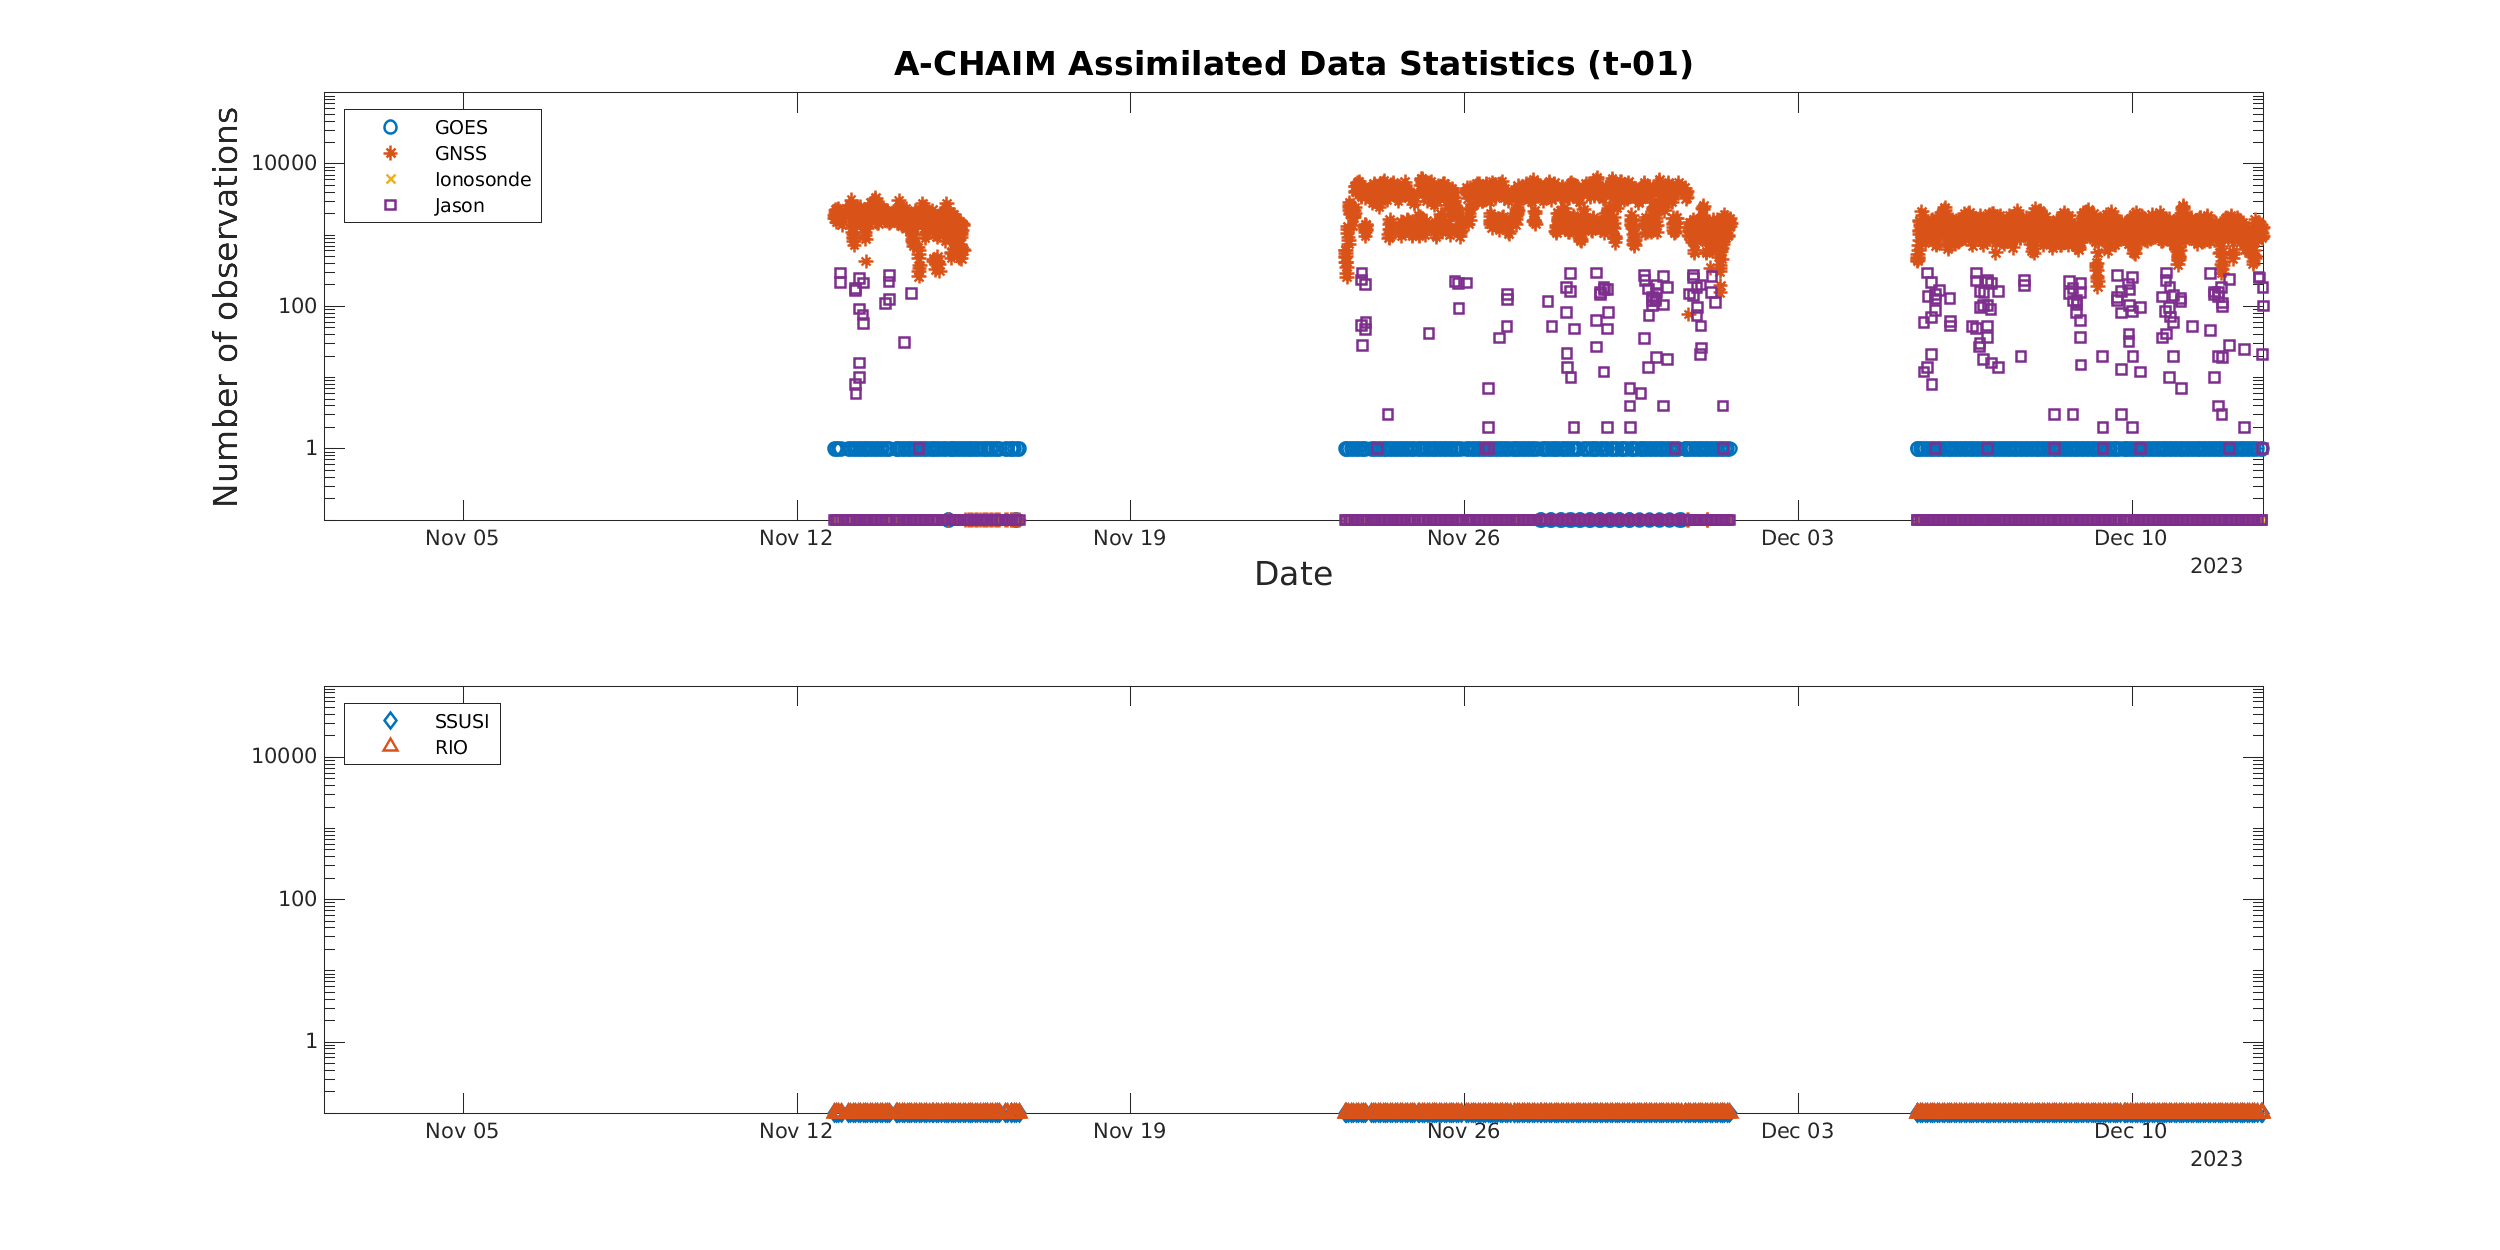 A-CHAIM Assimilated Data Statistics (t-01)
Number of observations
GOES
GNSS
Ionosonde
Jason
10000
100
1
Nov 05
Nov 12
Nov 19
Nov 26
Dec 03
Dec 10
2023
Date
SSUSI
RIO
10000
100
1
Nov 05
Nov 12
Nov 19
Nov 26
Dec 03
Dec 10
2023